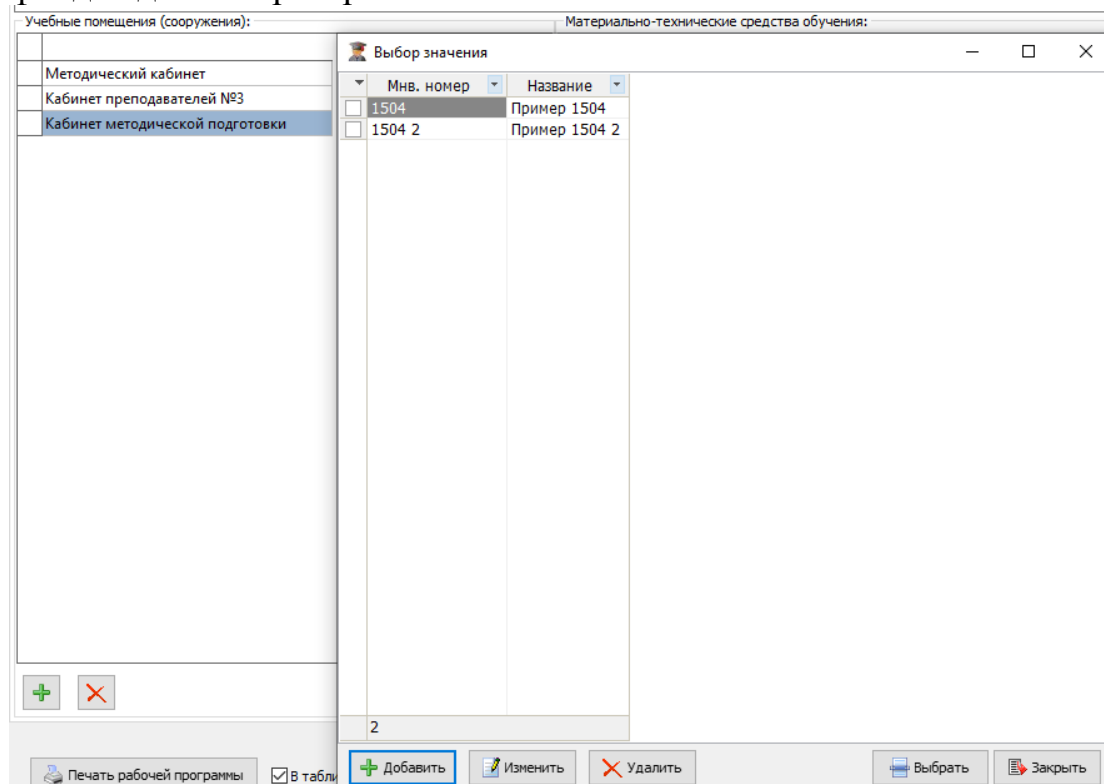 Учебные помещения (сооружения):
Материально-технические средства обучения:
Выбор значения
Мнв. номер Название
Методический кабинет
1504 Пример 1504
Кабинет преподавателей №3
1504 2 Пример 1504 2
Кабинет методической подготовки
2
Добавить Изменить Удалить Выбрать Закрыть
Печать рабочей программы В табли